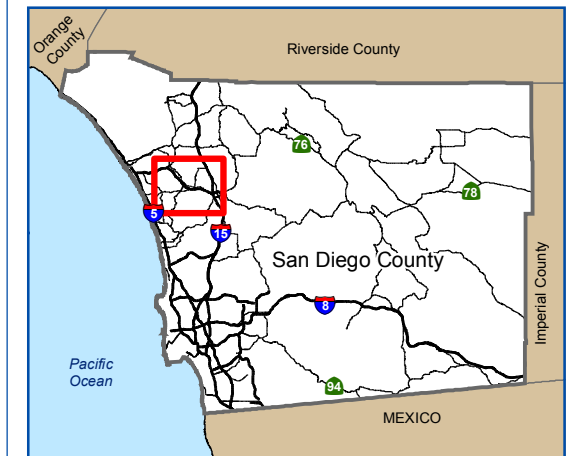 Orange
County
Riverside County
76
78
5
15
San Diego County
Imperial County
8
Pacific
Ocean
94
MEXICO